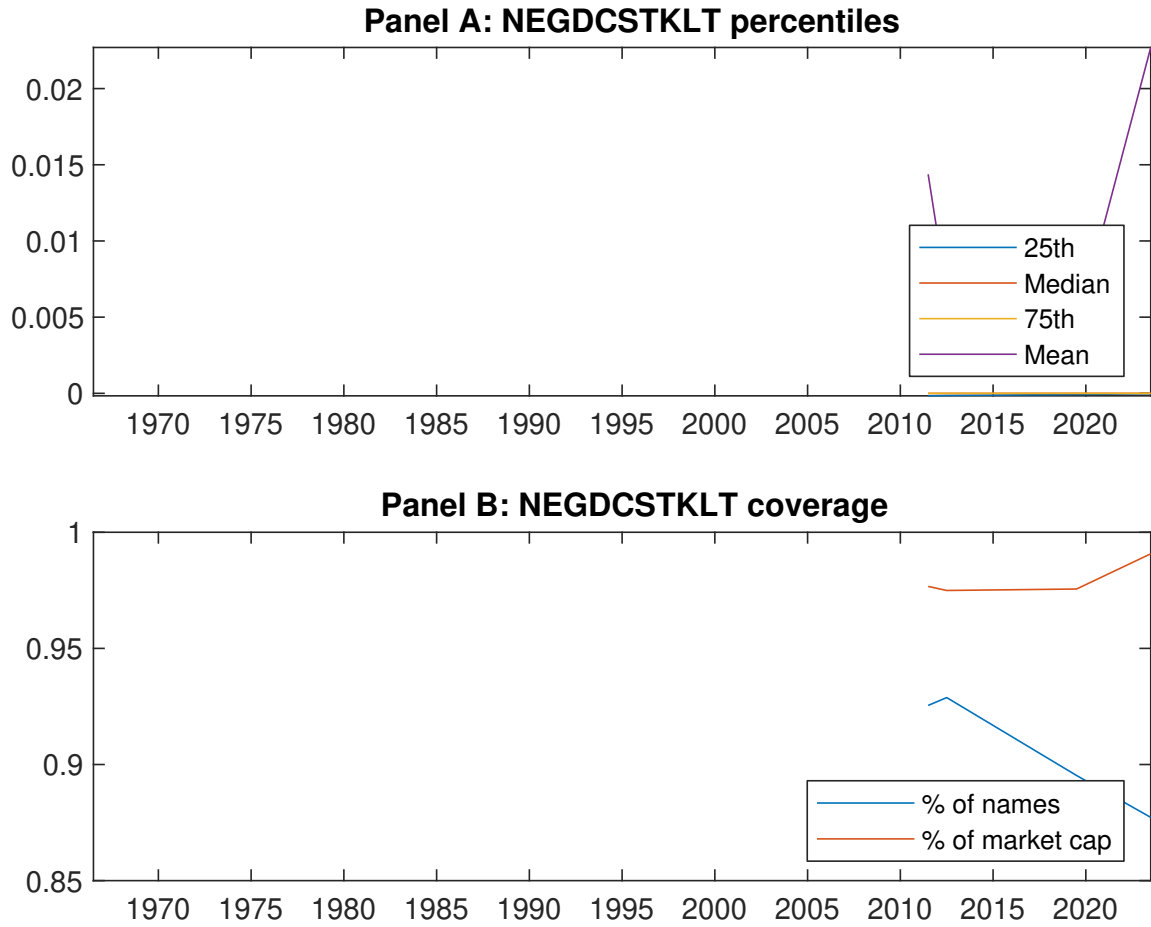 Panel A: NEGDCSTKLT percentiles
0.02
0.015
0.01
0.005
0
25th
Median
75th
Mean
1970 1975 1980 1985 1990 1995 2000 2005 2010 2015 2020
Panel B: NEGDCSTKLT coverage
1
0.95
0.9
0.85
% of names
% of market cap
1970 1975 1980 1985 1990 1995 2000 2005 2010 2015 2020